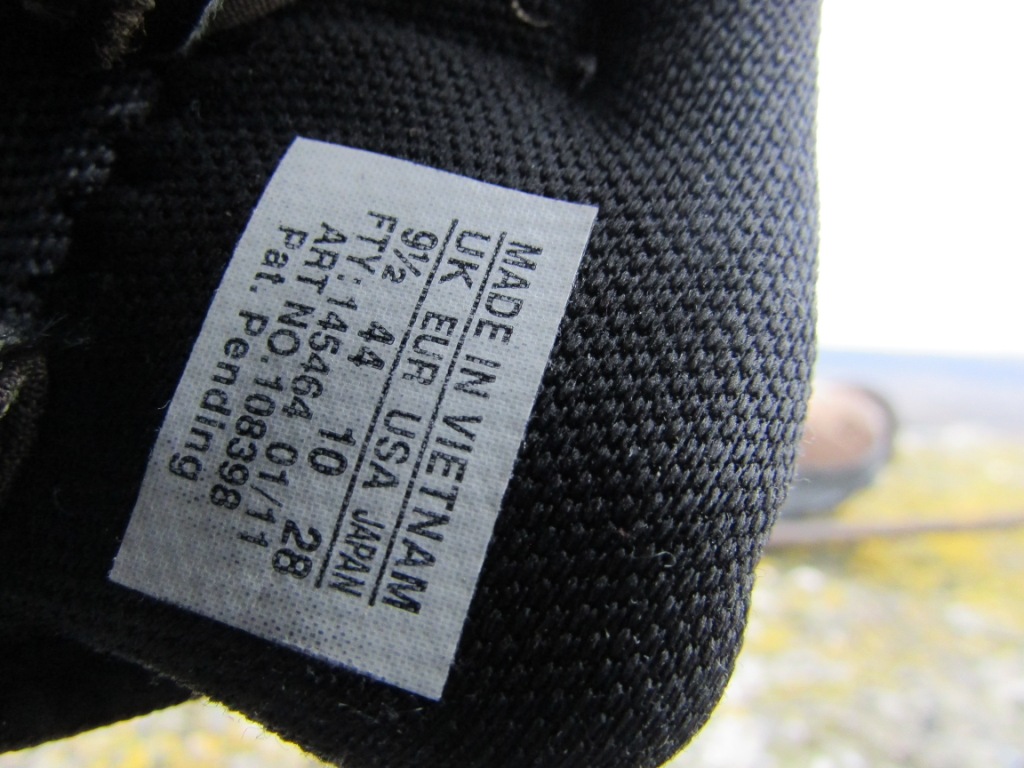 MADE IN VIETNAM
UK EUR USA JAPAN
9½ 44 10 28
FTY: 145464 01/11
ART NO. 108398
Pat. Pending